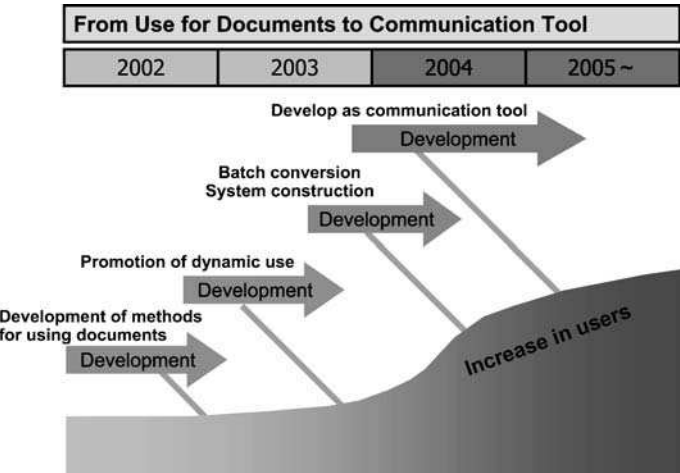 From Use for Documents to Communication Tool
2002 2003 2004 2005 ~
Develop as communication tool
Development
Batch conversion
System construction
Development
Promotion of dynamic use
Development
Development of methods
for using documents
Development
Increase in users